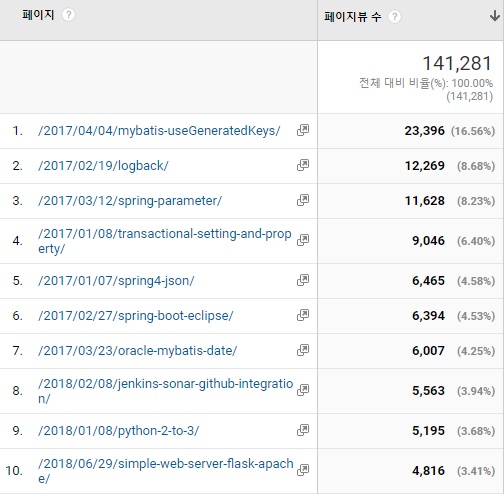 페이지 ?
페이지뷰 수 ?
141,281
전체 대비 비율(%): 100.00%
(141,281)
1. /2017/04/04/mybatis-useGeneratedKeys/ 23,396 (16.56%)
2. /2017/02/19/logback/ 12,269 (8.68%)
3. /2017/03/12/spring-parameter/ 11,628 (8.23%)
4. /2017/01/08/transactional-setting-and-prop
erty/ 9,046 (6.40%)
5. /2017/01/07/spring4-json/ 6,465 (4.58%)
6. /2017/02/27/spring-boot-eclipse/ 6,394 (4.53%)
7. /2017/03/23/oracle-mybatis-date/ 6,007 (4.25%)
8. /2018/02/08/jenkins-sonar-github-integratio
n/ 5,563 (3.94%)
9. /2018/01/08/python-2-to-3/ 5,195 (3.68%)
10. /2018/06/29/simple-web-server-flask-apach
e/ 4,816 (3.41%)